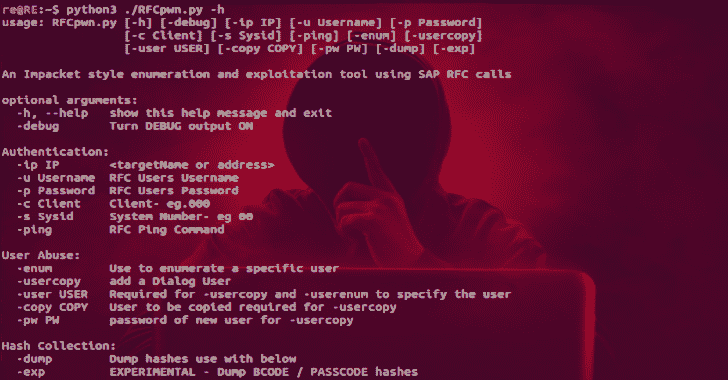 re@RE:~$ python3 ./RFCpwn.py -h
usage: RFCpwn.py [-h] [-debug] [-ip IP] [-u Username] [-p Password]
[-c Client] [-s Sysid] [-ping] [-enum] [-usercopy]
[-user USER] [-copy COPY] [-pw PW] [-dump] [-exp]
An Impacket style enumeration and exploitation tool using SAP RFC calls
optional arguments:
-h, --help show this help message and exit
-debug Turn DEBUG output ON
Authentication:
-ip IP <targetName or address>
-u Username RFC Users Username
-p Password RFC Users Password
-c Client Client- eg.000
-s Sysid System Number- eg 00
-ping RFC Ping Command
User Abuse:
-enum Use to enumerate a specific user
-usercopy add a Dialog User
-user USER Required for -usercopy and -userenum to specify the user
-copy COPY User to be copied required for -usercopy
-pw PW password of new user for -usercopy
Hash Collection:
-dump Dump hashes use with below
-exp EXPERIMENTAL - Dump BCODE / PASSCODE hashes